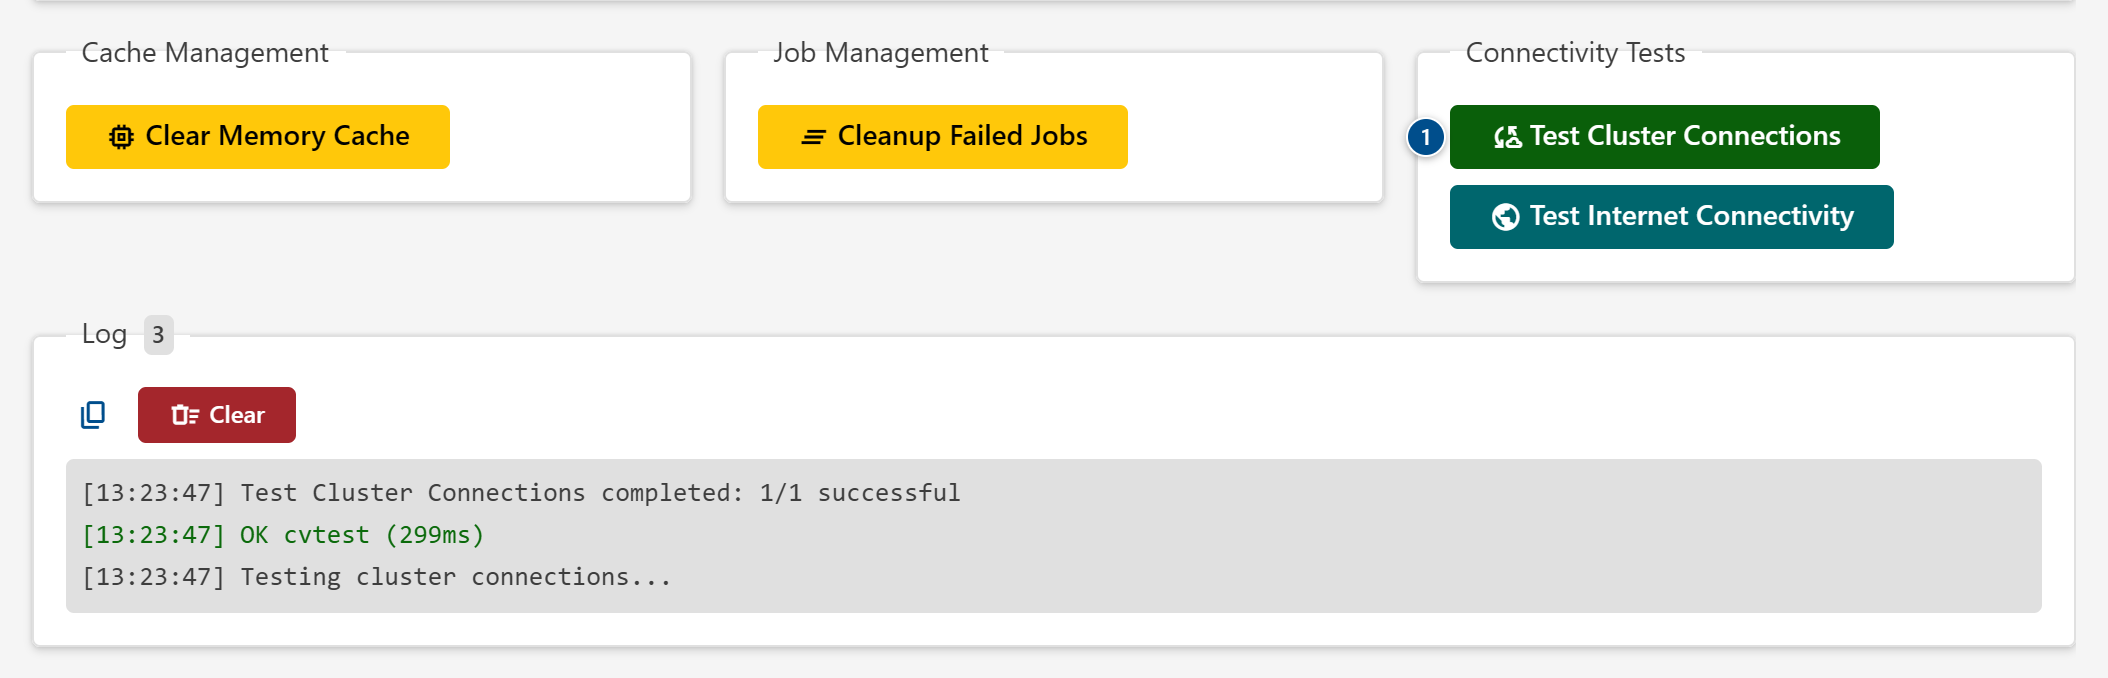 Cache Management
Clear Memory Cache
Job Management
Cleanup Failed Jobs
Connectivity Tests
1
Test Cluster Connections
Test Internet Connectivity
Log 3
Clear
[13:23:47] Test Cluster Connections completed: 1/1 successful
[13:23:47] OK cvtest (299ms)
[13:23:47] Testing cluster connections...